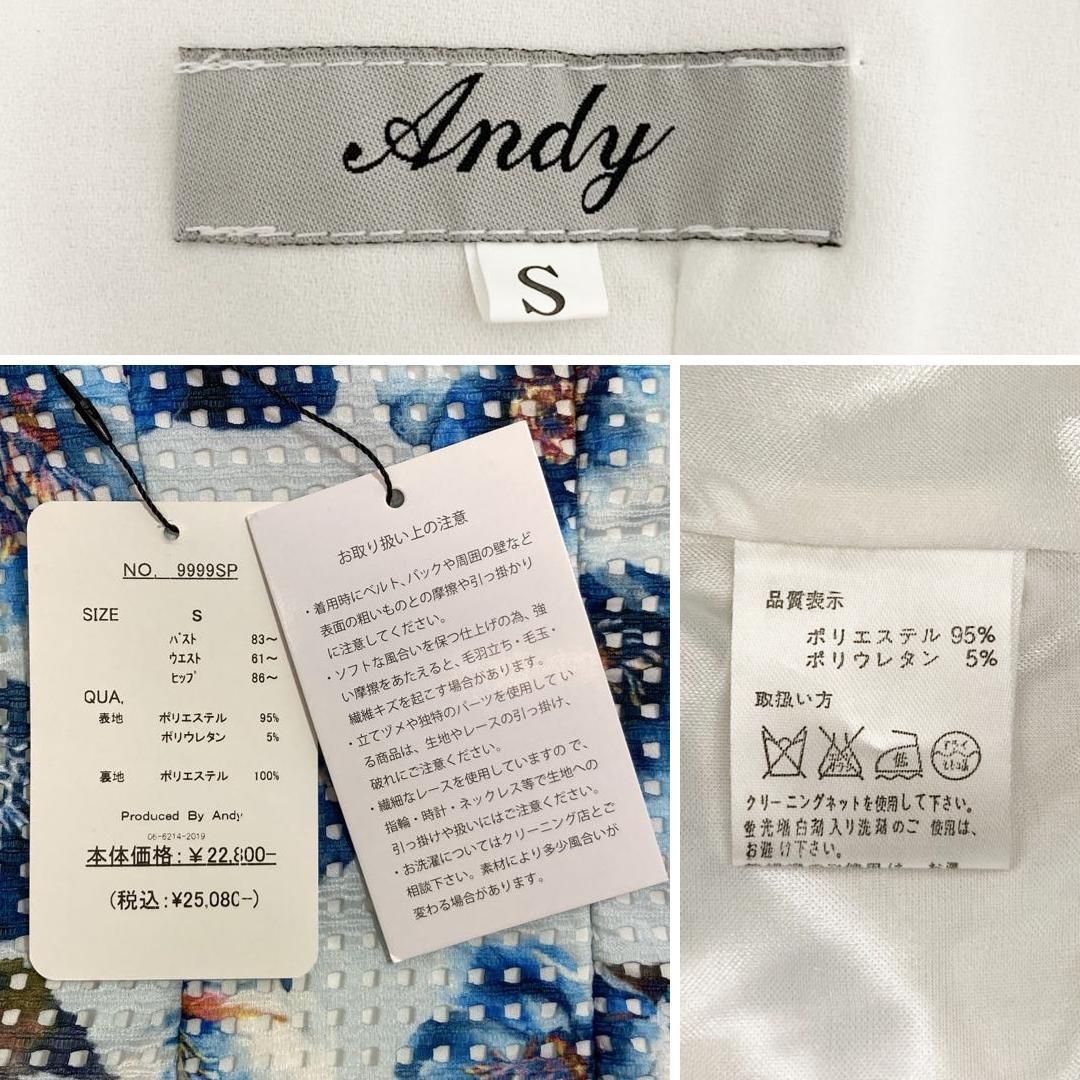 Andy
S
NO, 9999SP
SIZE S
バスト 83〜
ウエスト 61〜
ヒップ 86〜
QUA,
表地 ポリエステル 95%
ポリウレタン 5%
裏地 ポリエステル 100%
Produced By Andy
06-6214-2019
本体価格:¥22,800-
(税込:¥25,080-)
お取り扱い上の注意
・着用時にベルト、バックや周囲の壁など
表面の粗いものとの摩擦や引っ掛かり
に注意してください。
・ソフトな風合いを保つ仕上げの為、強
い摩擦をあたえると、毛羽立ち・毛玉・
繊維キズを起こす場合があります。
・立てヅメや独特のパーツを使用してい
る商品は、生地やレースの引っ掛け、
破れにご注意ください。
・繊細なレースを使用していますので、
指輪・時計・ネックレス等で生地への
引っ掛けや扱いにはご注意ください。
・お洗濯についてはクリーニング店とご
相談下さい。素材により多少風合いが
変わる場合があります。
品質表示
ポリエステル 95%
ポリウレタン 5%
取扱い方
低
クリーニングネットを使用して下さい。
蛍光増白剤入り洗剤のご使用は、
お避け下さい。